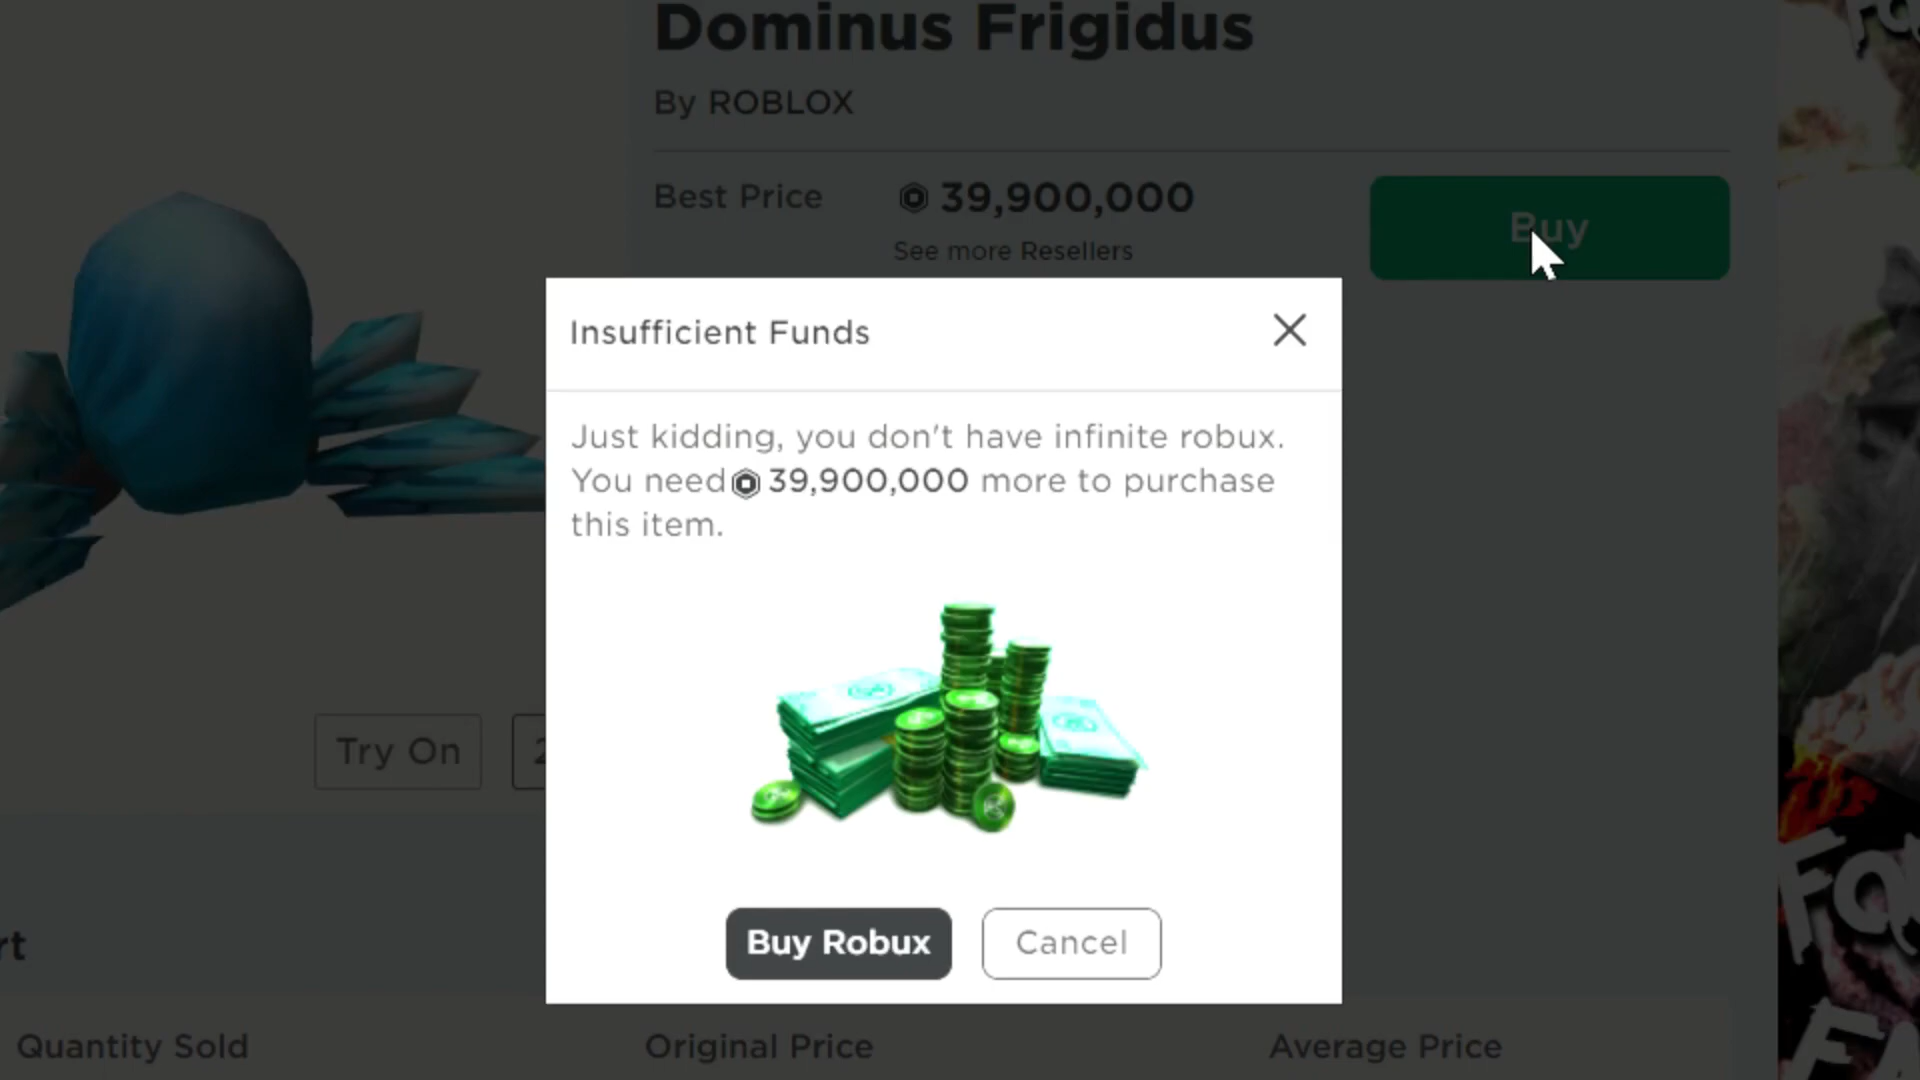 Dominus Frigidus
By ROBLOX
Best Price 39,900,000
Buy
See more Resellers
Insufficient Funds
Just kidding, you don't have infinite robux.
You need 39,900,000 more to purchase
this item.
Try On
Buy Robux
Cancel
rt
Quantity Sold
Original Price
Average Price